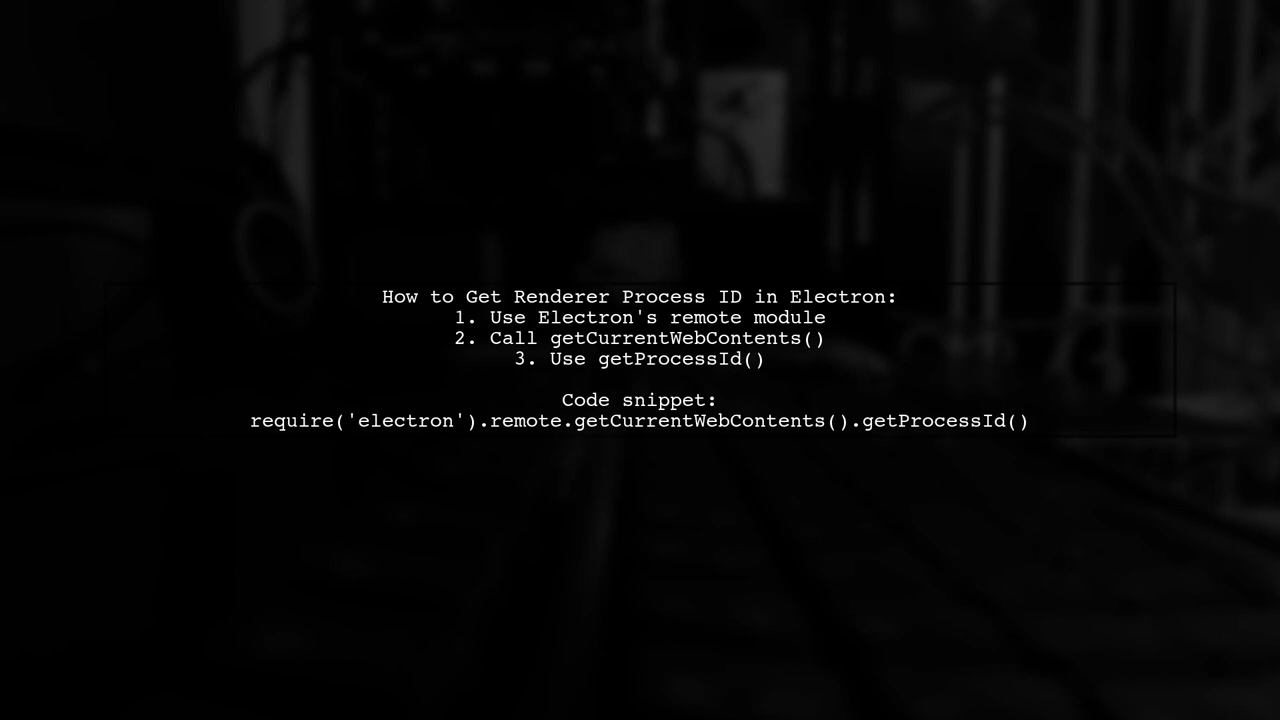 How to Get Renderer Process ID in Electron:
1. Use Electron's remote module
2. Call getCurrentWebContents()
3. Use getProcessId()
Code snippet:
require('electron').remote.getCurrentWebContents().getProcessId()